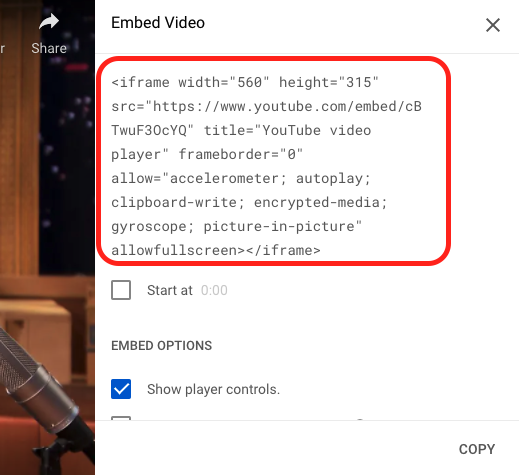 Embed Video
r Share
<iframe width="560" height="315"
src="https://www.youtube.com/embed/cB
TwuF3OcYQ" title="YouTube video
player" frameborder="0"
allow="accelerometer; autoplay;
clipboard-write; encrypted-media;
gyroscope; picture-in-picture"
allowfullscreen></iframe>
Start at 0:00
EMBED OPTIONS
Show player controls.
COPY